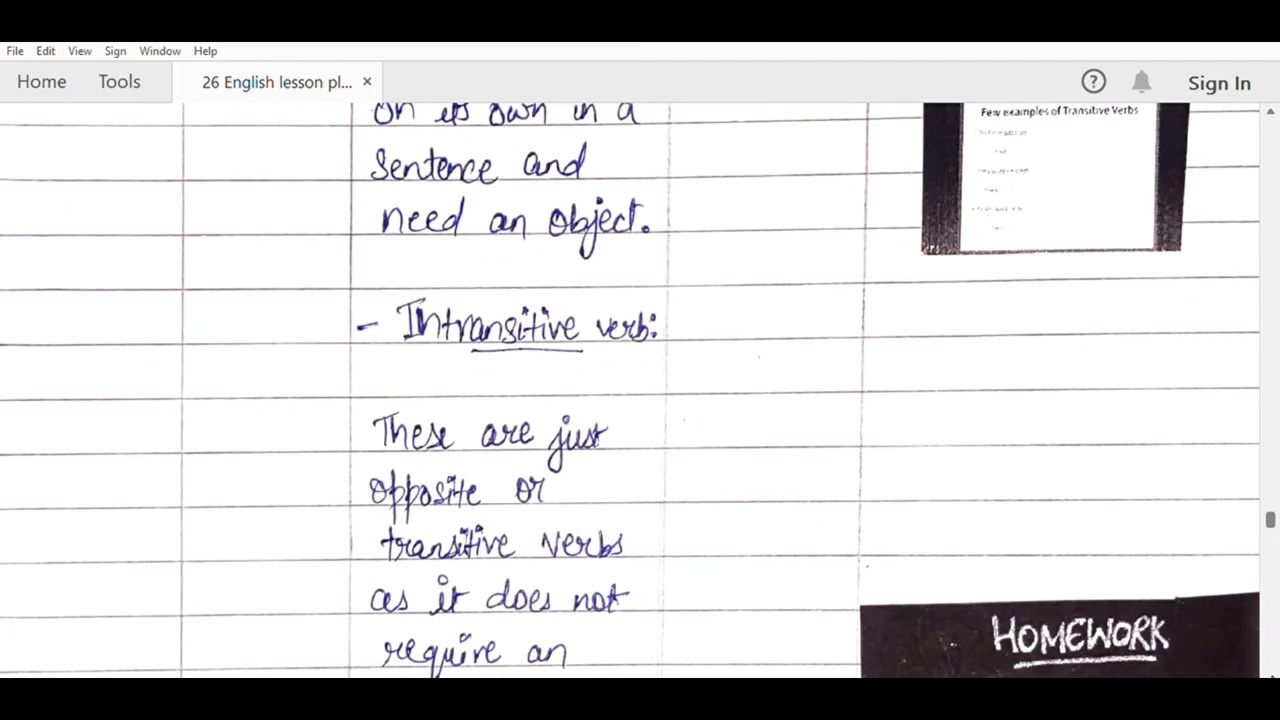 File Edit View Sign Window Help
Home Tools 26 English lesson pl... × ? Sign In
on its own in a
sentence and
need an object.
- Intransitive verb:
These are just
opposite or
transitive verbs
as it does not
require an
Few examples of Transitive Verbs
HOMEWORK